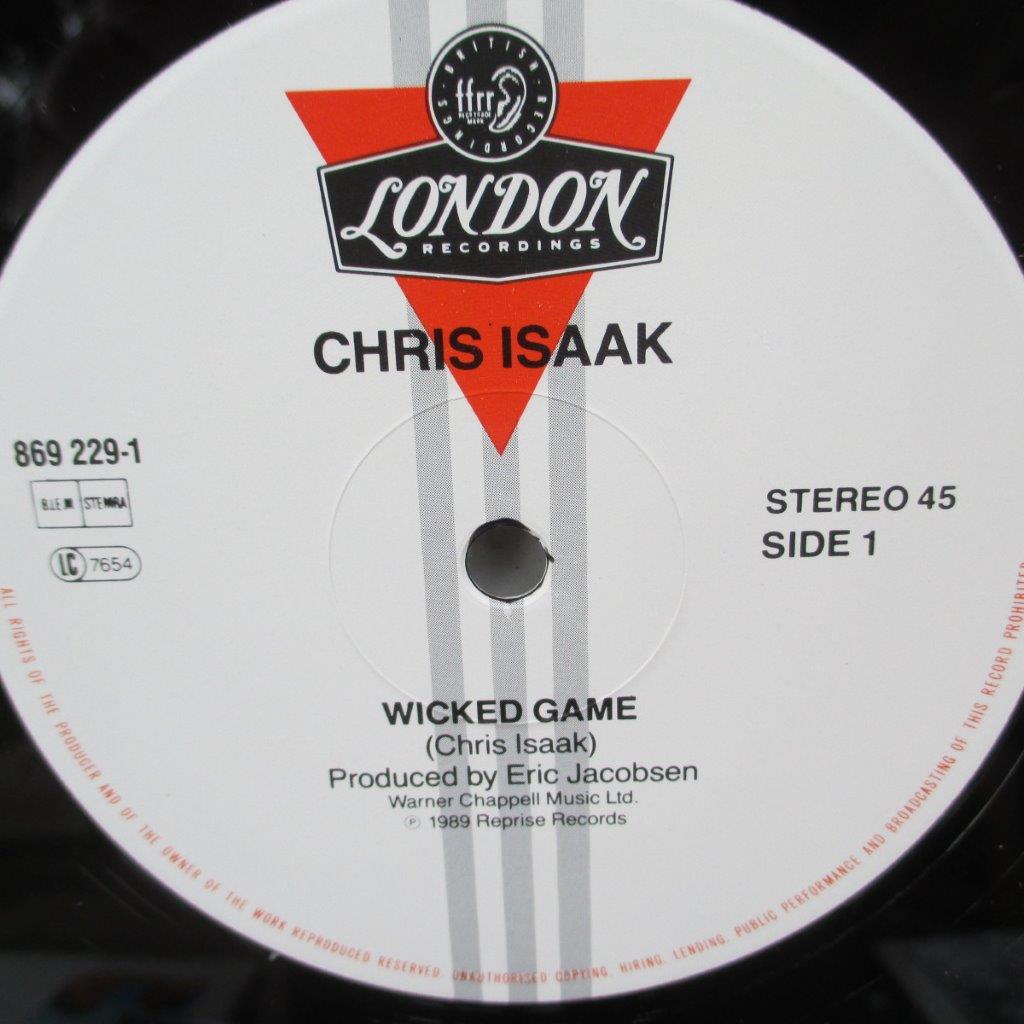 BRITISH · RECORDINGS ·
ffrr
LONDON
RECORDINGS
CHRIS ISAAK
869 229-1
B.I.E.M STEMRA
LC 7654
STEREO 45
SIDE 1
WICKED GAME
(Chris Isaak)
Produced by Eric Jacobsen
Warner Chappell Music Ltd.
℗ 1989 Reprise Records
ALL RIGHTS OF THE PRODUCER AND OF THE OWNER OF THE WORK REPRODUCED RESERVED. UNAUTHORISED COPYING, HIRING, LENDING, PUBLIC PERFORMANCE AND BROADCASTING OF THIS RECORD PROHIBITED